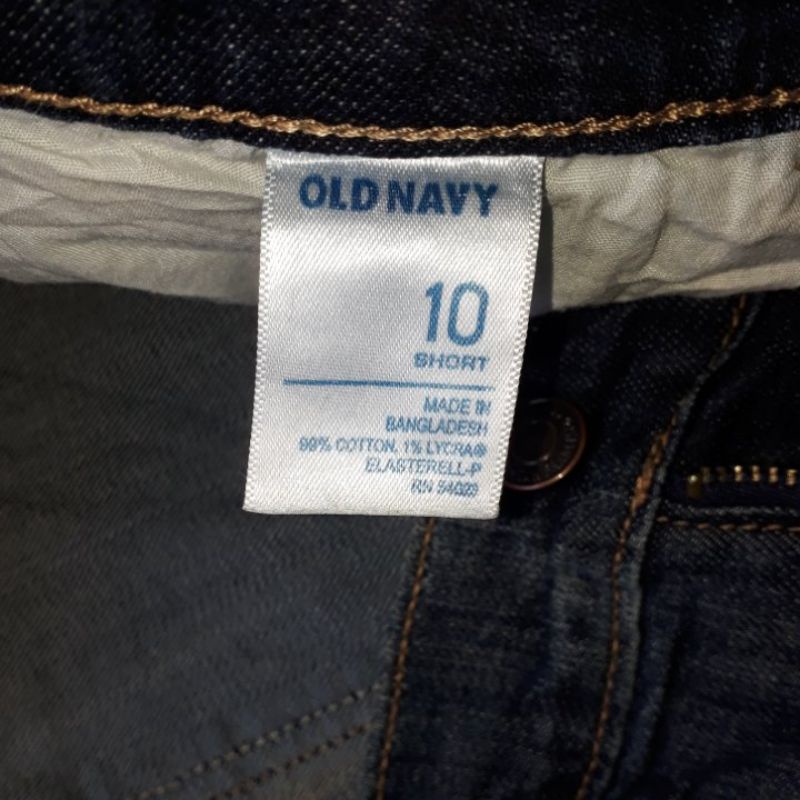 OLD NAVY
10
SHORT
MADE IN
BANGLADESH
99% COTTON, 1% LYCRA®
ELASTERELL-P
RN 54023